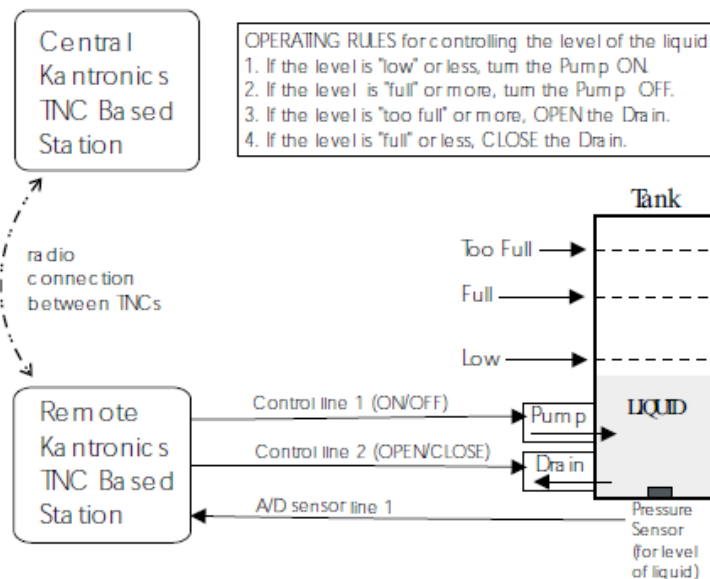 Central
Kantronics
TNC Based
Station
OPERATING RULES for controlling the level of the liquid
1. If the level is "low" or less, turn the Pump ON.
2. If the level is "full" or more, turn the Pump OFF.
3. If the level is "too full" or more, OPEN the Drain.
4. If the level is "full" or less, CLOSE the Drain.
Tank
radio
connection
between TNCs
Too Full
Full
Low
Remote
Kantronics
TNC Based
Station
Control line 1 (ON/OFF)
Pump
LIQUID
Control line 2 (OPEN/CLOSE)
Drain
A/D sensor line 1
Pressure
Sensor
(for level
of liquid)